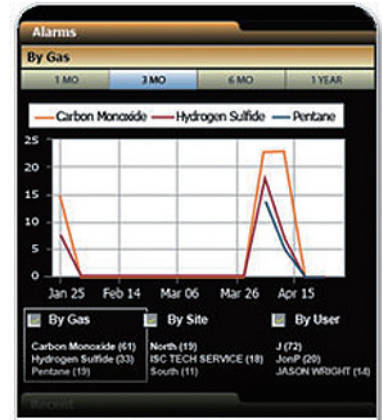 Alarms
By Gas
1 MO 3 MO 6 MO 1 YEAR
Carbon Monoxide Hydrogen Sulfide Pentane
25
20
15
10
5
0
Jan 25 Feb 14 Mar 06 Mar 26 Apr 15
By Gas By Site By User
Carbon Monoxide (61) North (19) J (72)
Hydrogen Sulfide (33) ISC TECH SERVICE (18) JonP (20)
Pentane (19) South (11) JASON WRIGHT (14)
Recent